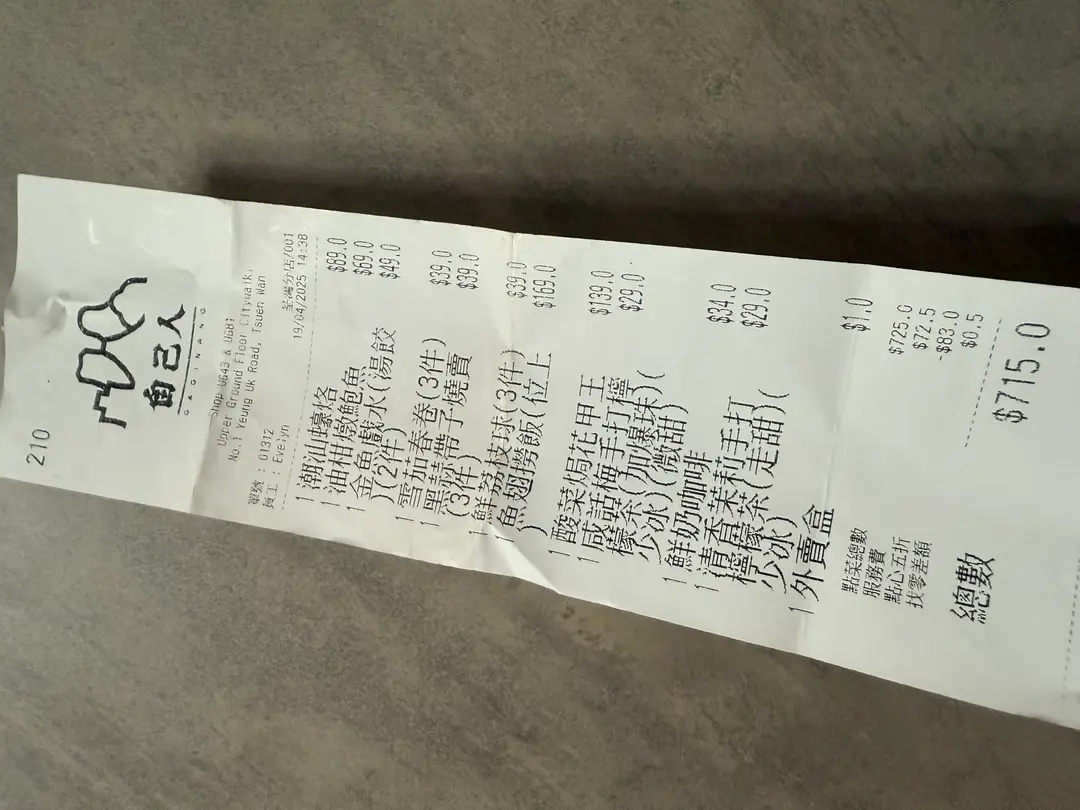 210
自己人
GAGINANG
Shop UG43 & UG81
Upper Ground Floor Citywalk,
No.1 Yeung Uk Road, Tsuen Wan
單號 : 01312 荃灣分店/001
員工 : Evelyn 19/04/2025 14:38
1 潮汕蠔烙 $89.0
1 油柑燉鮑魚 $69.0
1 金魚戲水(湯餃 $49.0
)(2件)
1 雪茄春卷(3件) $39.0
1 黑蒜帶子燒賣 $39.0
(3件)
1 鮮荔枝球(3件) $39.0
1 魚翅撈飯(位上 $169.0
)
1 酸菜焗花甲王 $139.0
1 咸話梅手打檸 $29.0
檬茶(加爆珠)(
少冰)(微甜)
1 鮮奶咖啡 $34.0
1 清香茉莉手打 $29.0
檸檬茶(走甜)(
少冰)
1 外賣盒 $1.0
點菜總數 $725.0
服務費 $72.5
點心五折 $83.0
找零差額 $0.5
總數 $715.0